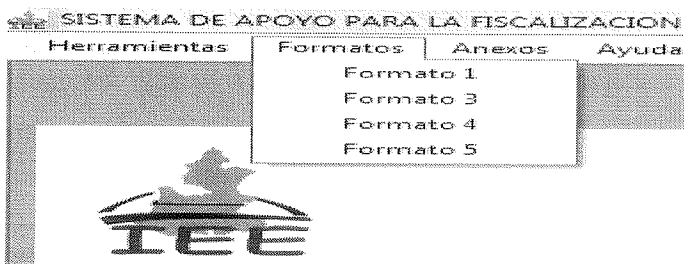 iee SISTEMA DE APOYO PARA LA FISCALIZACION
Herramientas Formatos Anexos Ayuda
Formato 1
Formato 3
Formato 4
Formato 5
IEE